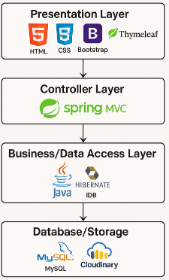 Presentation Layer
HTML CSS Bootstrap Thymeleaf
Controller Layer
spring MVC
Business/Data Access Layer
Java HIBERNATE
IDB
Database/Storage
MySQL Cloudinary
MySQL